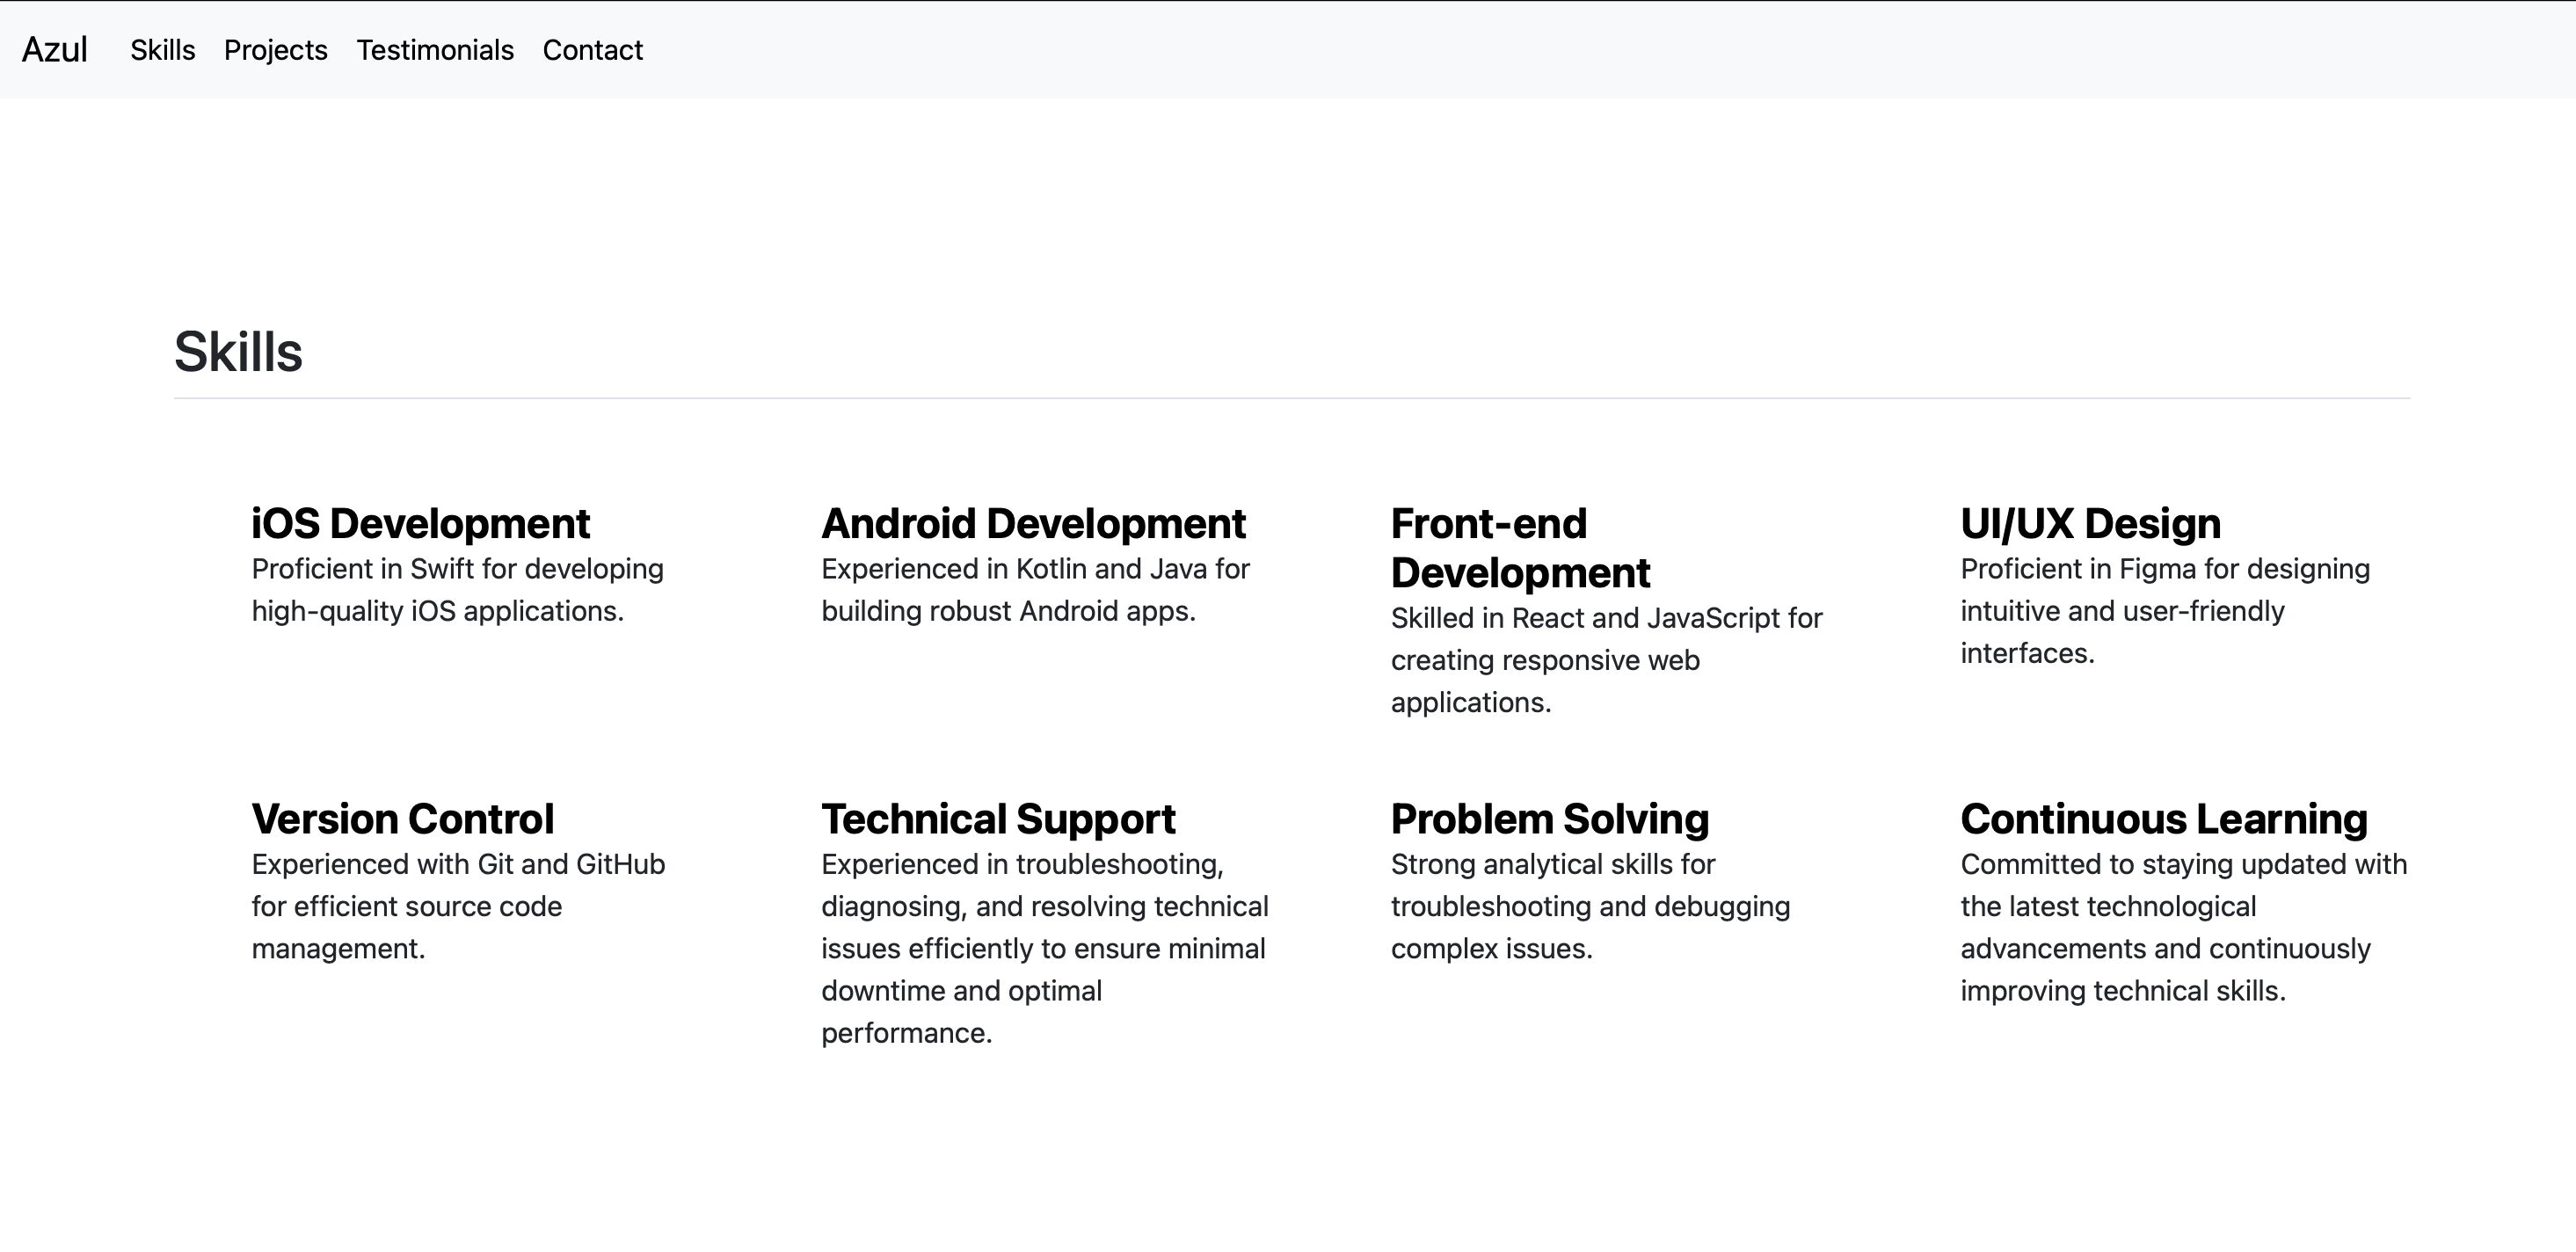 Azul Skills Projects Testimonials Contact
Skills
iOS Development
Proficient in Swift for developing
high-quality iOS applications.
Android Development
Experienced in Kotlin and Java for
building robust Android apps.
Front-end
Development
Skilled in React and JavaScript for
creating responsive web
applications.
UI/UX Design
Proficient in Figma for designing
intuitive and user-friendly
interfaces.
Version Control
Experienced with Git and GitHub
for efficient source code
management.
Technical Support
Experienced in troubleshooting,
diagnosing, and resolving technical
issues efficiently to ensure minimal
downtime and optimal
performance.
Problem Solving
Strong analytical skills for
troubleshooting and debugging
complex issues.
Continuous Learning
Committed to staying updated with
the latest technological
advancements and continuously
improving technical skills.